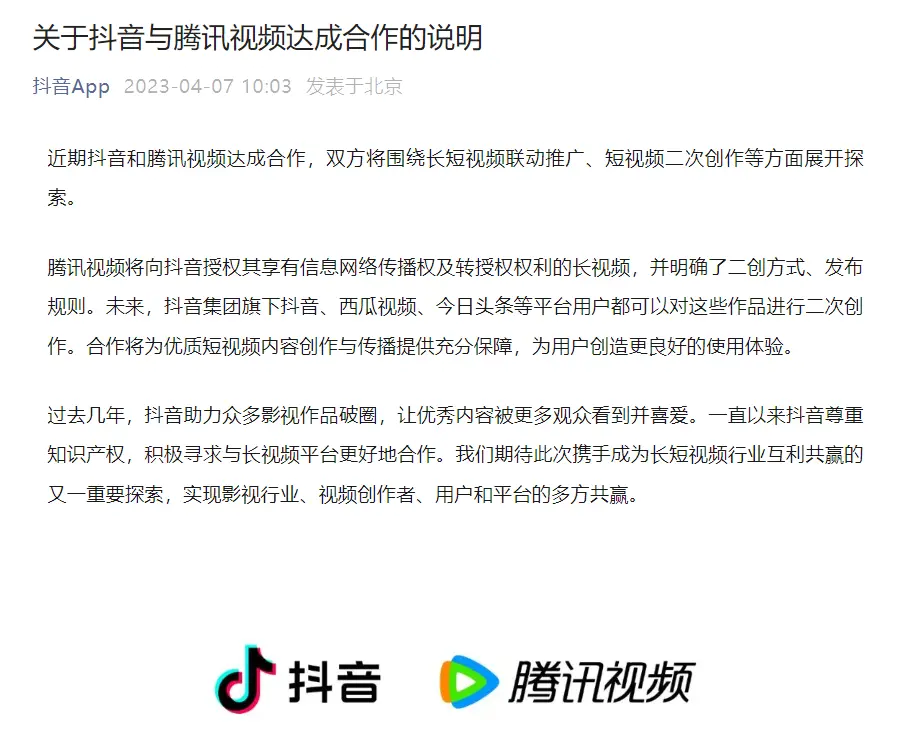 关于抖音与腾讯视频达成合作的说明
抖音App 2023-04-07 10:03 发表于北京
近期抖音和腾讯视频达成合作，双方将围绕长短视频联动推广、短视频二次创作等方面展开探
索。
腾讯视频将向抖音授权其享有信息网络传播权及转授权权利的长视频，并明确了二创方式、发布
规则。未来，抖音集团旗下抖音、西瓜视频、今日头条等平台用户都可以对这些作品进行二次创
作。合作将为优质短视频内容创作与传播提供充分保障，为用户创造更良好的使用体验。
过去几年，抖音助力众多影视作品破圈，让优秀内容被更多观众看到并喜爱。一直以来抖音尊重
知识产权，积极寻求与长视频平台更好地合作。我们期待此次携手成为长短视频行业互利共赢的
又一重要探索，实现影视行业、视频创作者、用户和平台的多方共赢。
抖音 腾讯视频